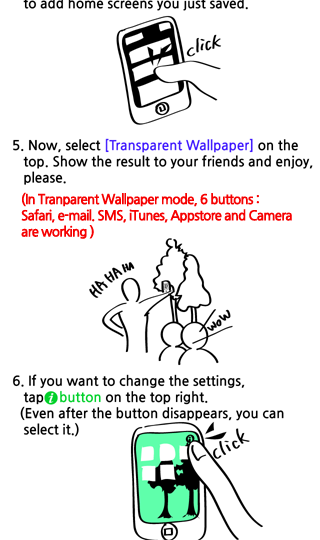 to add home screens you just saved.
click
5. Now, select [Transparent Wallpaper] on the
top. Show the result to your friends and enjoy,
please.
(In Tranparent Wallpaper mode, 6 buttons :
Safari, e-mail. SMS, iTunes, Appstore and Camera
are working )
HA HA HA
WOW
6. If you want to change the settings,
tap i button on the top right.
(Even after the button disappears, you can
select it.)
click